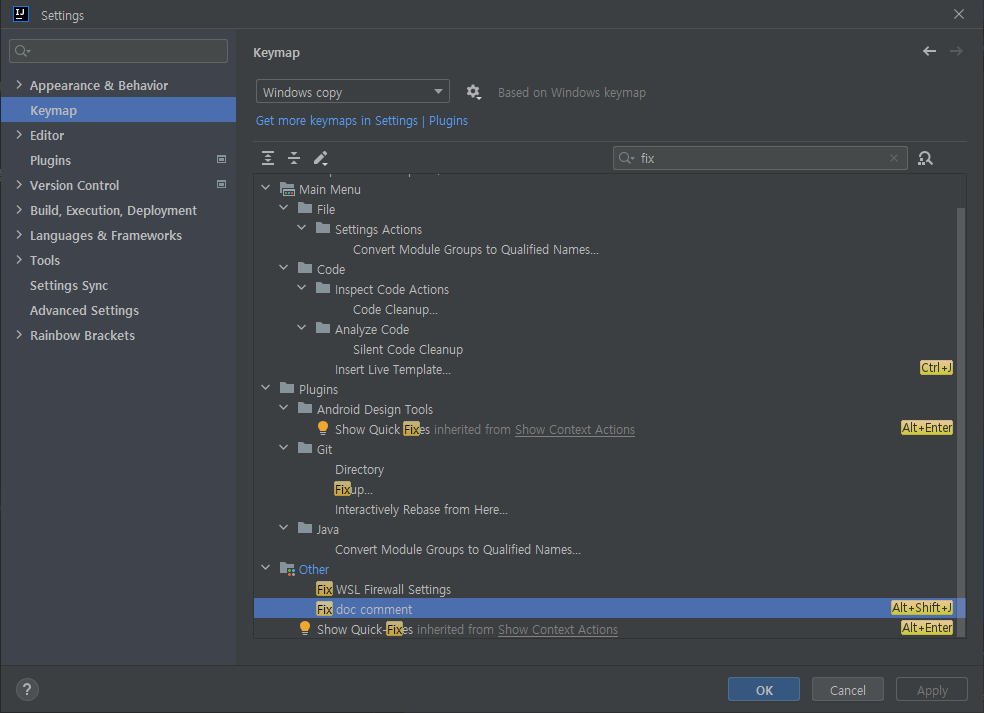 Settings
Appearance & Behavior
Keymap
Editor
Plugins
Version Control
Build, Execution, Deployment
Languages & Frameworks
Tools
Settings Sync
Advanced Settings
Rainbow Brackets
Keymap
Windows copy
Based on Windows keymap
Get more keymaps in Settings | Plugins
fix
Main Menu
File
Settings Actions
Convert Module Groups to Qualified Names...
Code
Inspect Code Actions
Code Cleanup...
Analyze Code
Silent Code Cleanup
Insert Live Template... Ctrl+J
Plugins
Android Design Tools
Show Quick Fixes inherited from Show Context Actions Alt+Enter
Git
Directory
Fixup...
Interactively Rebase from Here...
Java
Convert Module Groups to Qualified Names...
Other
Fix WSL Firewall Settings
Fix doc comment Alt+Shift+J
Show Quick-Fixes inherited from Show Context Actions Alt+Enter
? OK Cancel Apply